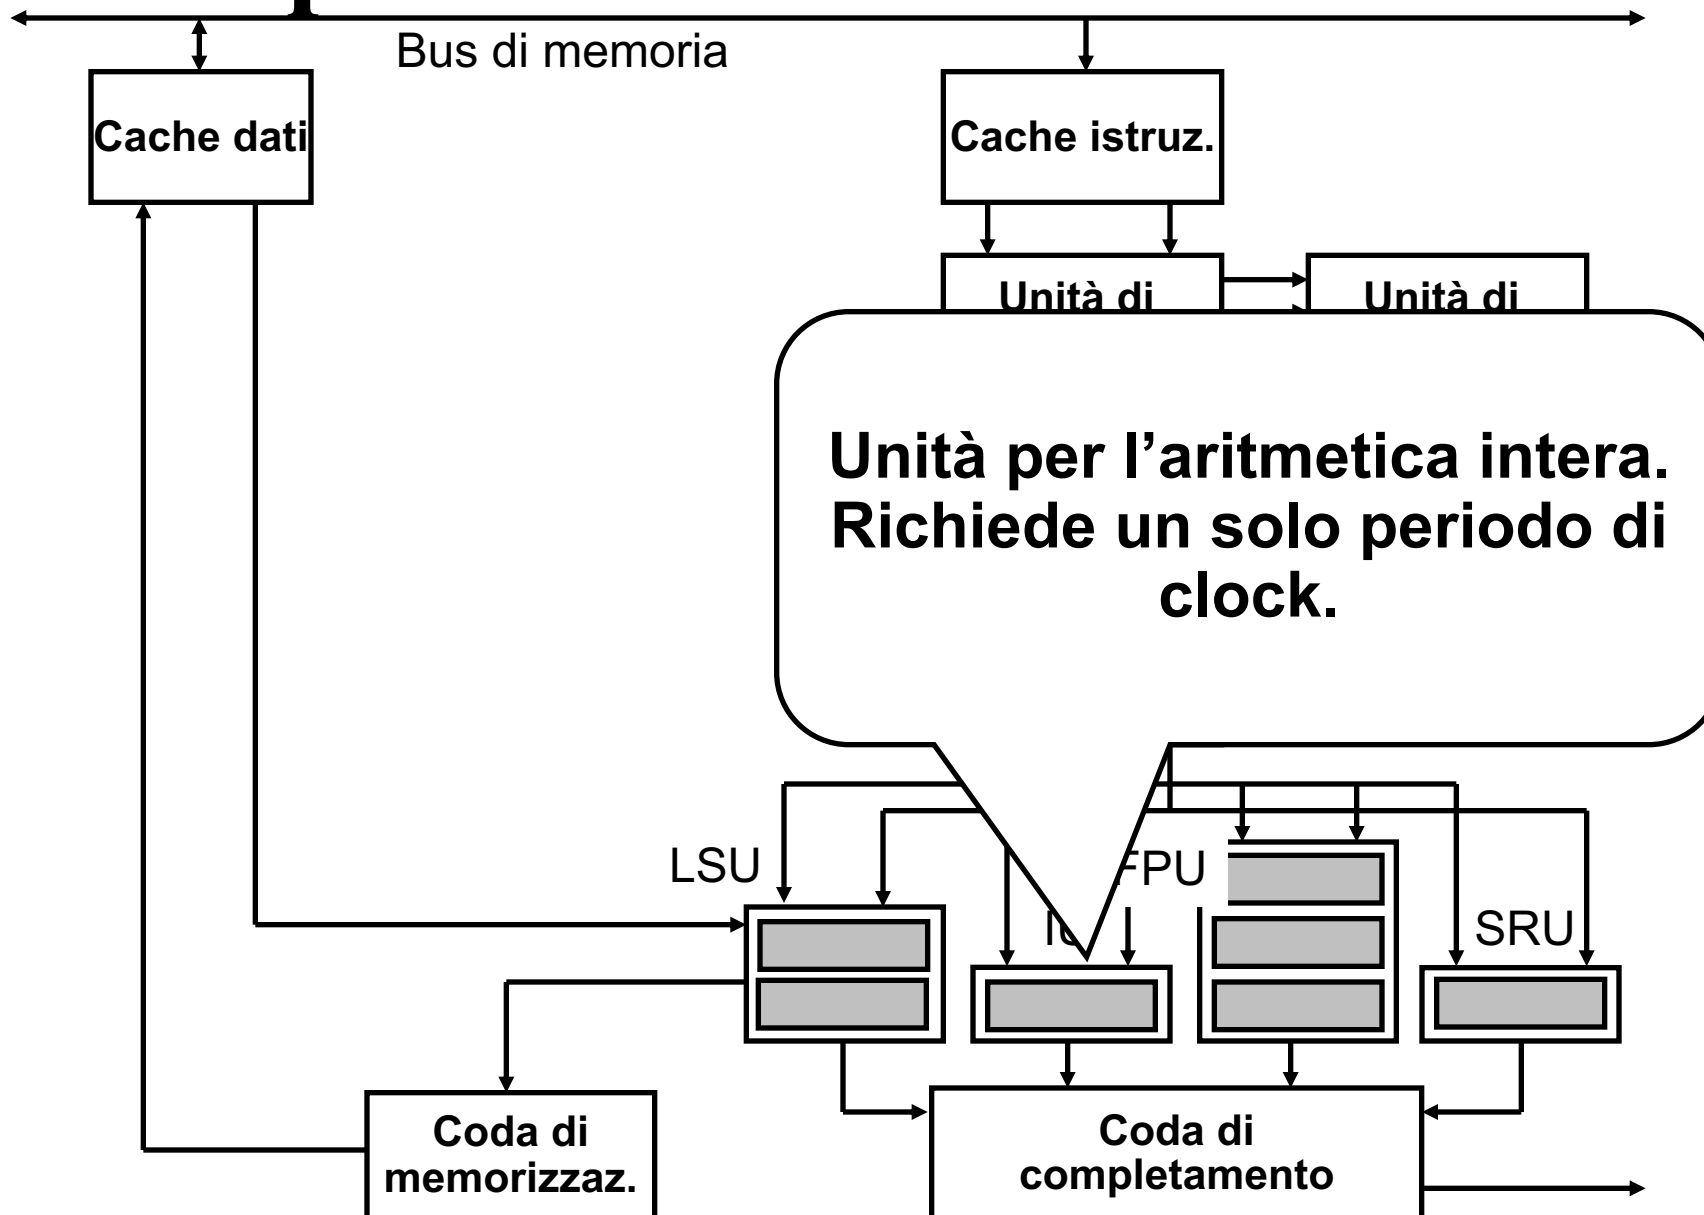 Bus di memoria
Cache dati
Cache istruz.
Unità di
Unità di
Unità per l’aritmetica intera.
Richiede un solo periodo di
clock.
LSU
FPU
SRU
Coda di
memorizzaz.
Coda di
completamento